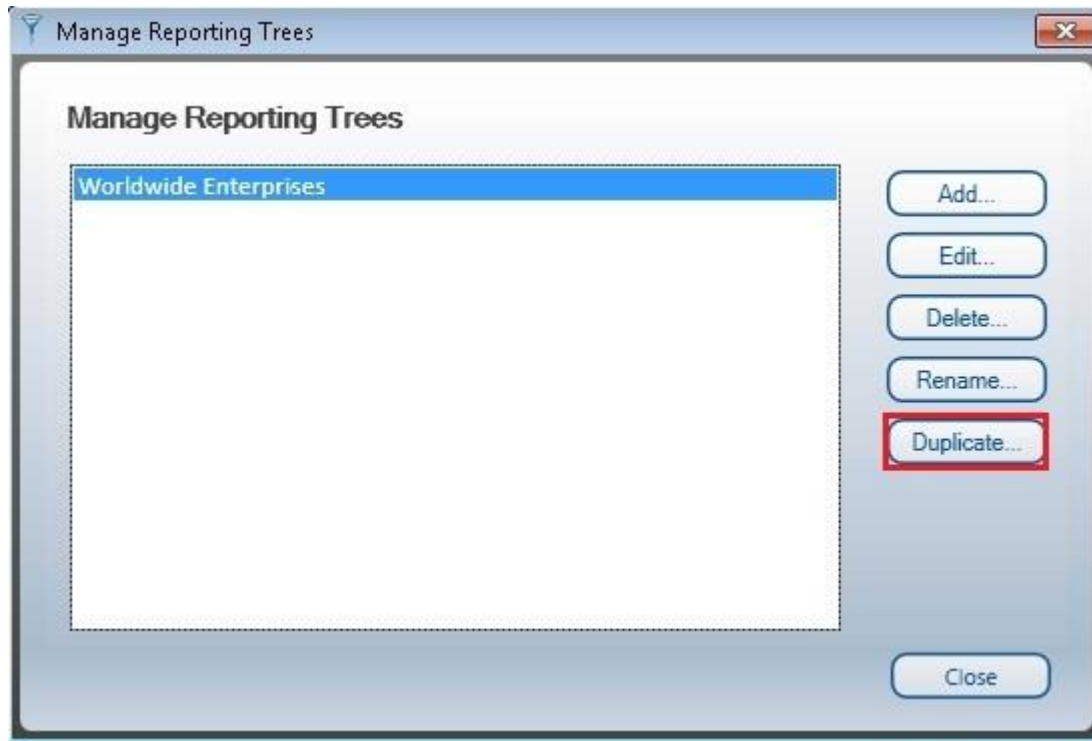 Manage Reporting Trees
Manage Reporting Trees
Worldwide Enterprises
Add...
Edit...
Delete...
Rename...
Duplicate...
Close